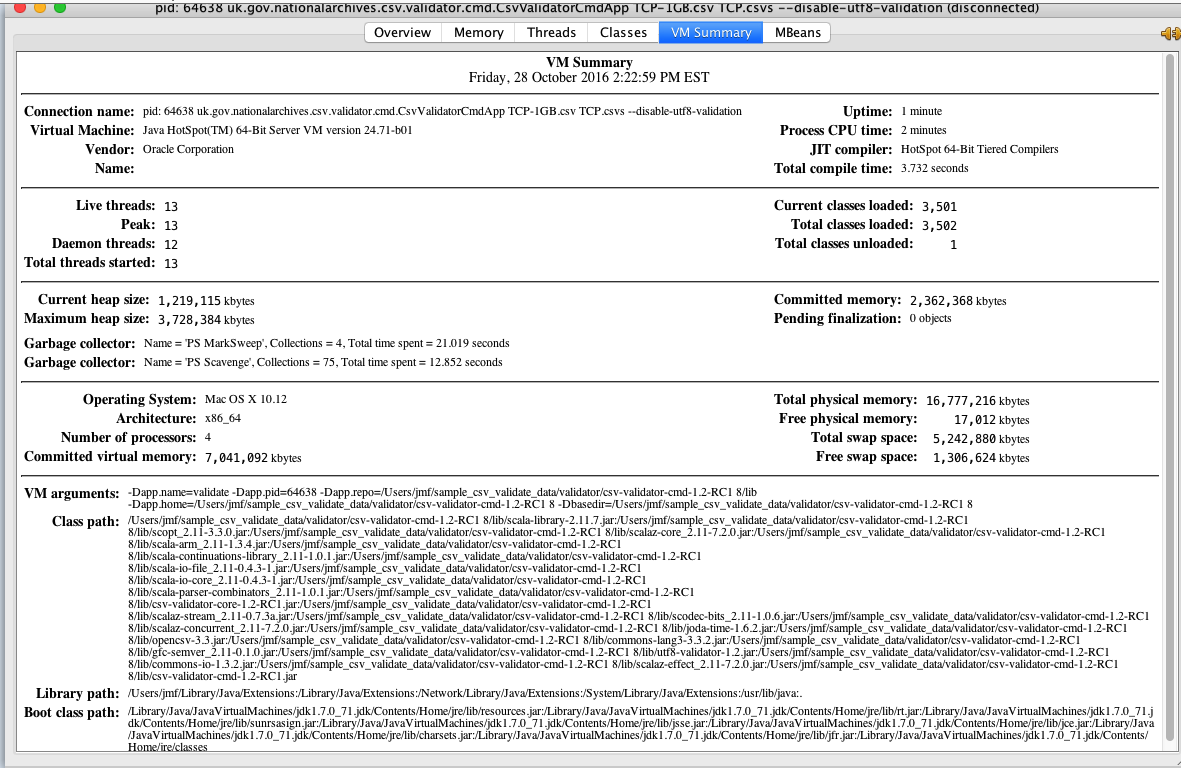 pid: 64638 uk.gov.nationalarchives.csv.validator.cmd.CsvValidatorCmdApp TCP-1GB.csv TCP.csvs --disable-utf8-validation (disconnected)
Overview Memory Threads Classes VM Summary MBeans
VM Summary
Friday, 28 October 2016 2:22:59 PM EST
Connection name: pid: 64638 uk.gov.nationalarchives.csv.validator.cmd.CsvValidatorCmdApp TCP-1GB.csv TCP.csvs --disable-utf8-validation
Virtual Machine: Java HotSpot(TM) 64-Bit Server VM version 24.71-b01
Vendor: Oracle Corporation
Name:
Uptime: 1 minute
Process CPU time: 2 minutes
JIT compiler: HotSpot 64-Bit Tiered Compilers
Total compile time: 3.732 seconds
Live threads: 13
Peak: 13
Daemon threads: 12
Total threads started: 13
Current classes loaded: 3,501
Total classes loaded: 3,502
Total classes unloaded: 1
Current heap size: 1,219,115 kbytes
Maximum heap size: 3,728,384 kbytes
Committed memory: 2,362,368 kbytes
Pending finalization: 0 objects
Garbage collector: Name = 'PS MarkSweep', Collections = 4, Total time spent = 21.019 seconds
Garbage collector: Name = 'PS Scavenge', Collections = 75, Total time spent = 12.852 seconds
Operating System: Mac OS X 10.12
Architecture: x86_64
Number of processors: 4
Committed virtual memory: 7,041,092 kbytes
Total physical memory: 16,777,216 kbytes
Free physical memory: 17,012 kbytes
Total swap space: 5,242,880 kbytes
Free swap space: 1,306,624 kbytes
VM arguments: -Dapp.name=validate -Dapp.pid=64638 -Dapp.repo=/Users/jmf/sample_csv_validate_data/validator/csv-validator-cmd-1.2-RC1 8/lib
-Dapp.home=/Users/jmf/sample_csv_validate_data/validator/csv-validator-cmd-1.2-RC1 8 -Dbasedir=/Users/jmf/sample_csv_validate_data/validator/csv-validator-cmd-1.2-RC1 8
Class path: /Users/jmf/sample_csv_validate_data/validator/csv-validator-cmd-1.2-RC1 8/lib/scala-library-2.11.7.jar:/Users/jmf/sample_csv_validate_data/validator/csv-validator-cmd-1.2-RC1
8/lib/scopt_2.11-3.3.0.jar:/Users/jmf/sample_csv_validate_data/validator/csv-validator-cmd-1.2-RC1 8/lib/scalaz-core_2.11-7.2.0.jar:/Users/jmf/sample_csv_validate_data/validator/csv-validator-cmd-1.2-RC1
8/lib/scala-arm_2.11-1.3.4.jar:/Users/jmf/sample_csv_validate_data/validator/csv-validator-cmd-1.2-RC1
8/lib/scala-continuations-library_2.11-1.0.1.jar:/Users/jmf/sample_csv_validate_data/validator/csv-validator-cmd-1.2-RC1
8/lib/scala-io-file_2.11-0.4.3-1.jar:/Users/jmf/sample_csv_validate_data/validator/csv-validator-cmd-1.2-RC1
8/lib/scala-io-core_2.11-0.4.3-1.jar:/Users/jmf/sample_csv_validate_data/validator/csv-validator-cmd-1.2-RC1
8/lib/scala-parser-combinators_2.11-1.0.1.jar:/Users/jmf/sample_csv_validate_data/validator/csv-validator-cmd-1.2-RC1
8/lib/csv-validator-core-1.2-RC1.jar:/Users/jmf/sample_csv_validate_data/validator/csv-validator-cmd-1.2-RC1
8/lib/scalaz-stream_2.11-0.7.3a.jar:/Users/jmf/sample_csv_validate_data/validator/csv-validator-cmd-1.2-RC1 8/lib/scodec-bits_2.11-1.0.6.jar:/Users/jmf/sample_csv_validate_data/validator/csv-validator-cmd-1.2-RC1
8/lib/scalaz-concurrent_2.11-7.2.0.jar:/Users/jmf/sample_csv_validate_data/validator/csv-validator-cmd-1.2-RC1 8/lib/joda-time-1.6.2.jar:/Users/jmf/sample_csv_validate_data/validator/csv-validator-cmd-1.2-RC1
8/lib/opencsv-3.3.jar:/Users/jmf/sample_csv_validate_data/validator/csv-validator-cmd-1.2-RC1 8/lib/commons-lang3-3.3.2.jar:/Users/jmf/sample_csv_validate_data/validator/csv-validator-cmd-1.2-RC1
8/lib/gfc-semver_2.11-0.1.0.jar:/Users/jmf/sample_csv_validate_data/validator/csv-validator-cmd-1.2-RC1 8/lib/utf8-validator-1.2.jar:/Users/jmf/sample_csv_validate_data/validator/csv-validator-cmd-1.2-RC1
8/lib/commons-io-1.3.2.jar:/Users/jmf/sample_csv_validate_data/validator/csv-validator-cmd-1.2-RC1 8/lib/scalaz-effect_2.11-7.2.0.jar:/Users/jmf/sample_csv_validate_data/validator/csv-validator-cmd-1.2-RC1
8/lib/csv-validator-cmd-1.2-RC1.jar
Library path: /Users/jmf/Library/Java/Extensions:/Library/Java/Extensions:/Network/Library/Java/Extensions:/System/Library/Java/Extensions:/usr/lib/java:.
Boot class path: /Library/Java/JavaVirtualMachines/jdk1.7.0_71.jdk/Contents/Home/jre/lib/resources.jar:/Library/Java/JavaVirtualMachines/jdk1.7.0_71.jdk/Contents/Home/jre/lib/rt.jar:/Library/Java/JavaVirtualMachines/jdk1.7.0_71.j
dk/Contents/Home/jre/lib/sunrsasign.jar:/Library/Java/JavaVirtualMachines/jdk1.7.0_71.jdk/Contents/Home/jre/lib/jsse.jar:/Library/Java/JavaVirtualMachines/jdk1.7.0_71.jdk/Contents/Home/jre/lib/jce.jar:/Library/Java
/JavaVirtualMachines/jdk1.7.0_71.jdk/Contents/Home/jre/lib/charsets.jar:/Library/Java/JavaVirtualMachines/jdk1.7.0_71.jdk/Contents/Home/jre/lib/jfr.jar:/Library/Java/JavaVirtualMachines/jdk1.7.0_71.jdk/Contents/
Home/jre/classes